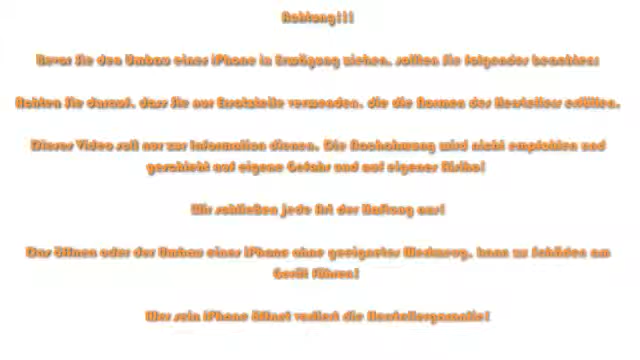 Achtung!!!
Bevor Sie den Umbau eines iPhone in Erwägung ziehen, sollten Sie folgendes beachten:
Achten Sie darauf, dass Sie nur Ersatzteile verwenden, die die Normen des Herstellers erfüllen.
Dieses Video soll nur zur Information dienen. Die Nachahmung wird nicht empfohlen und
geschieht auf eigene Gefahr und auf eigenes Risiko!
Wir schließen jede Art der Haftung aus!
Das öffnen oder der Umbau eines iPhone ohne geeignetes Werkzeug, kann zu Schäden am
Gerät führen!
Wer sein iPhone öffnet verliert die Herstellergarantie!